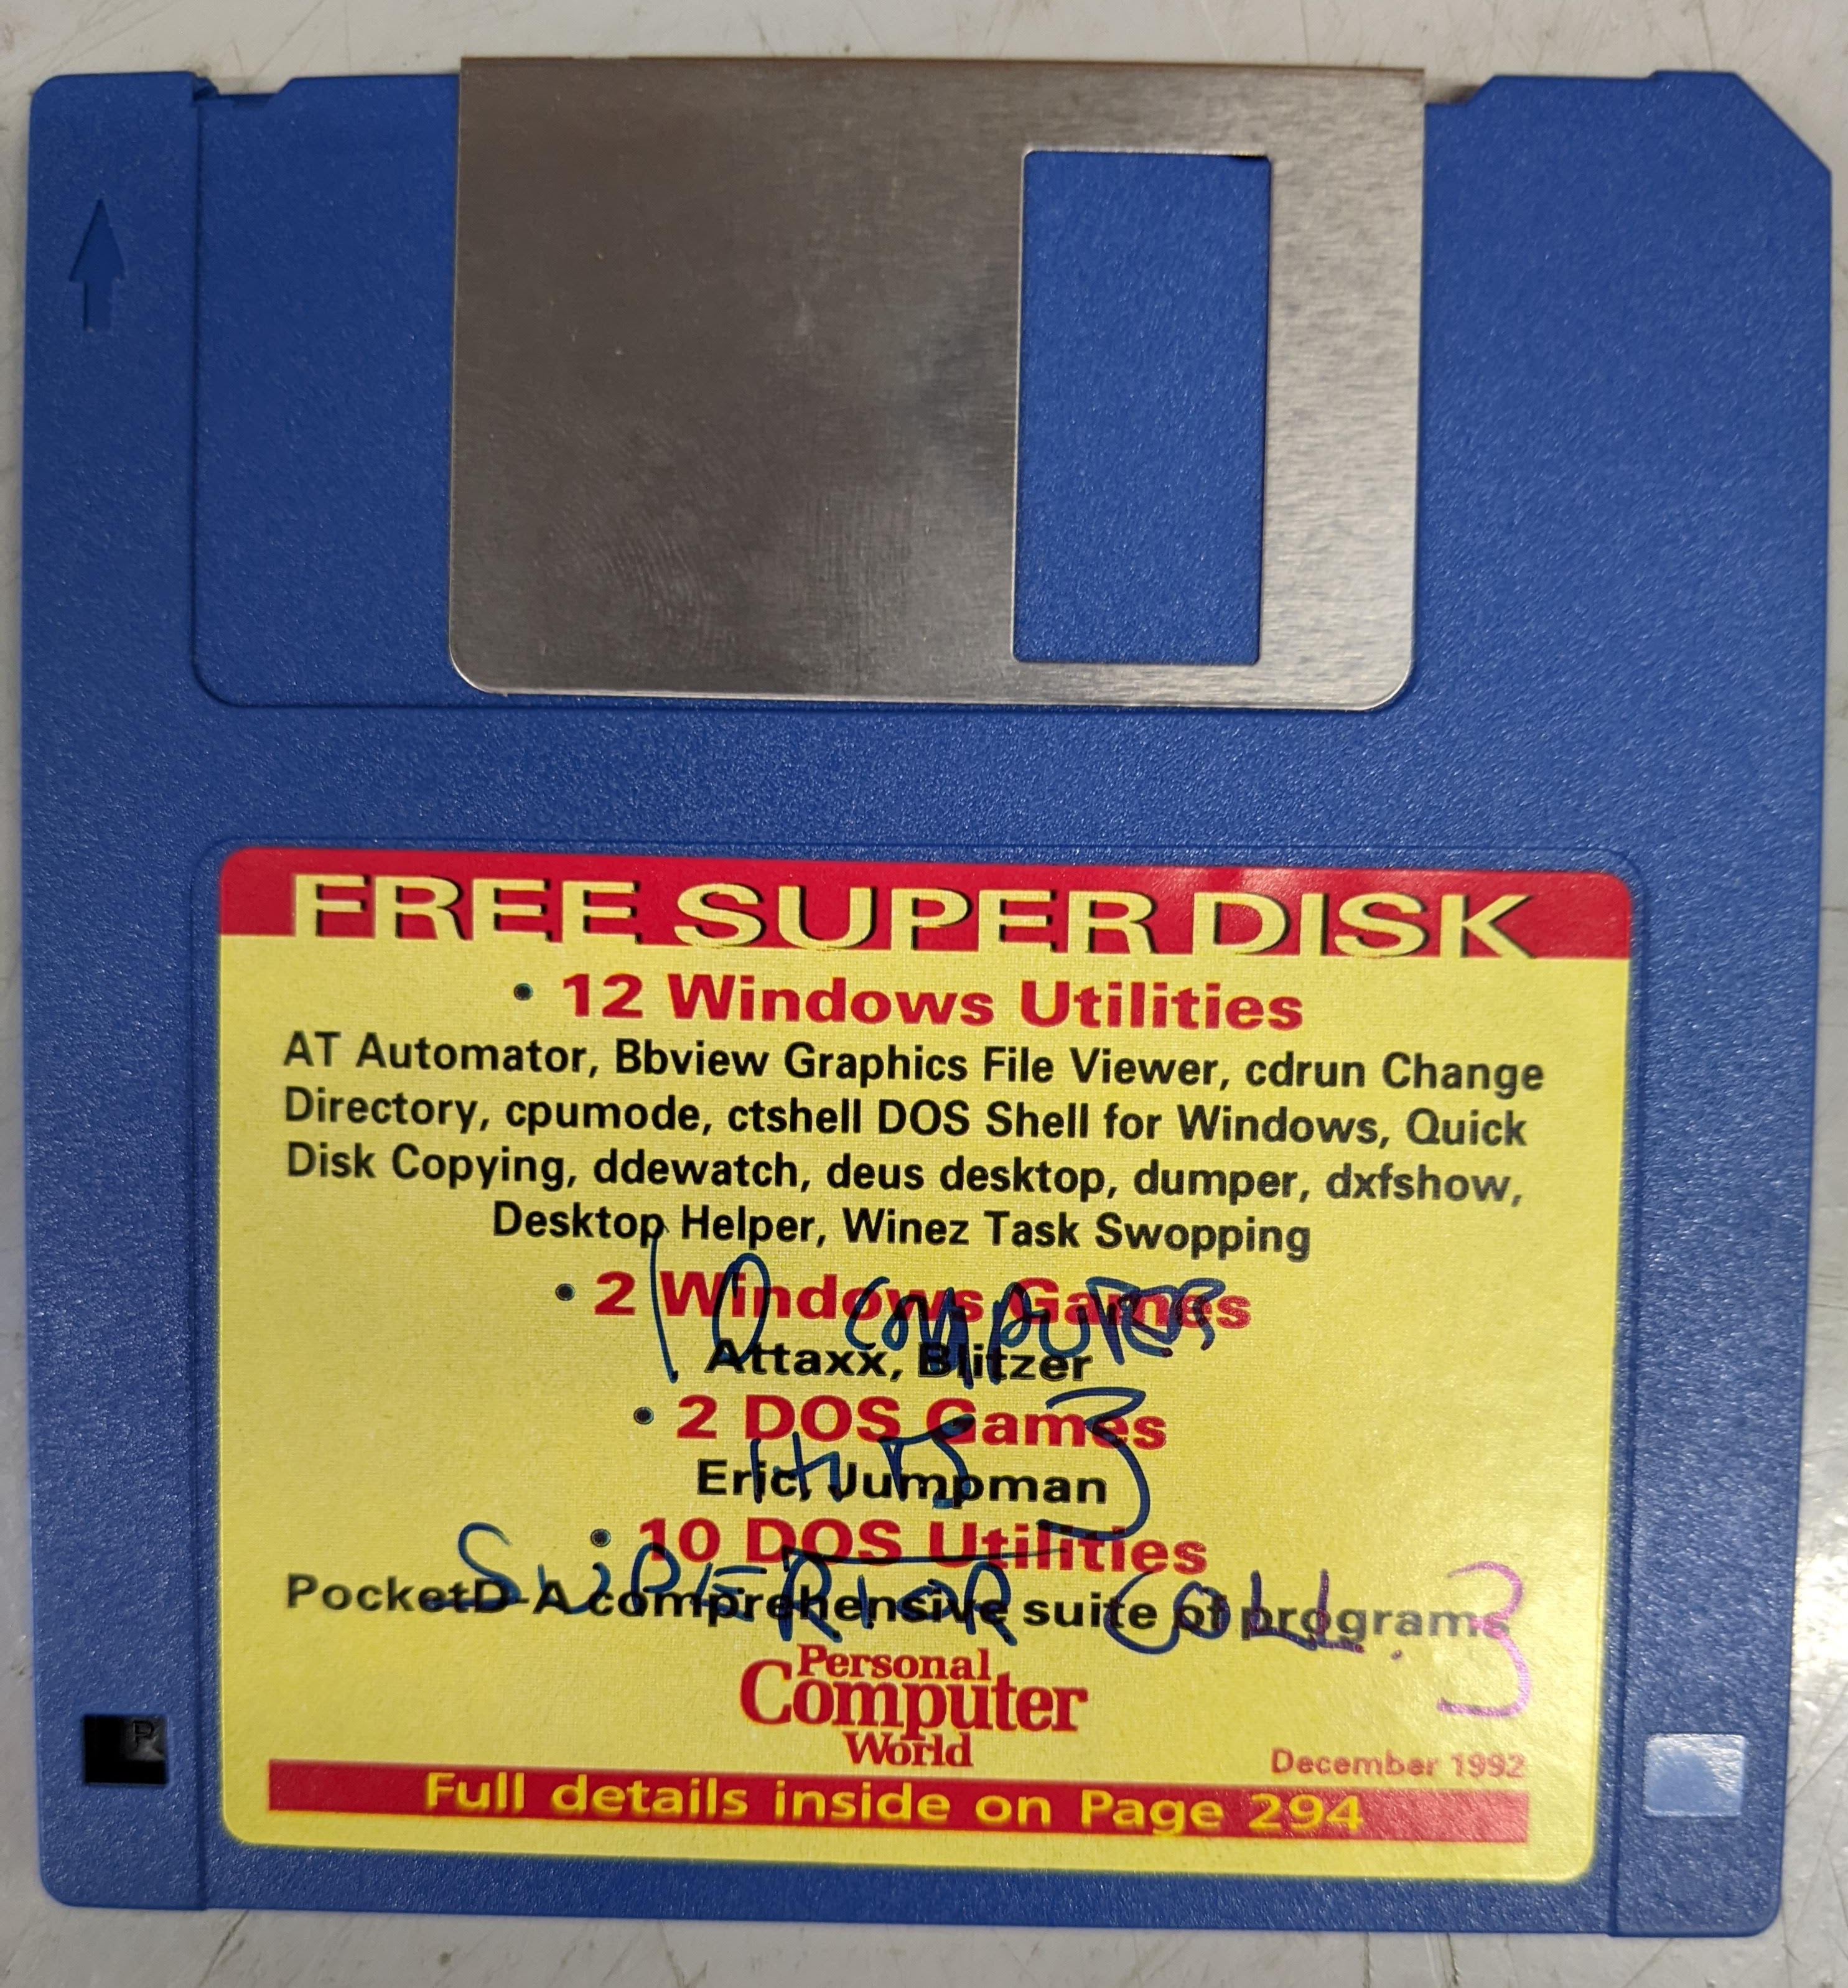 FREE SUPER DISK
• 12 Windows Utilities
AT Automator, Bbview Graphics File Viewer, cdrun Change
Directory, cpumode, ctshell DOS Shell for Windows, Quick
Disk Copying, ddewatch, deus desktop, dumper, dxfshow,
Desktop Helper, Winez Task Swopping
• 2 Windows Games
10 COMPUTER
Attaxx, Blitzer
• 2 DOS Games
3
Eric, Jumpman
• 10 DOS Utilities
SUPERIOR COLL. 3
PocketD-A comprehensive suite of programs
Personal
Computer
World
December 1992
Full details inside on Page 294
P